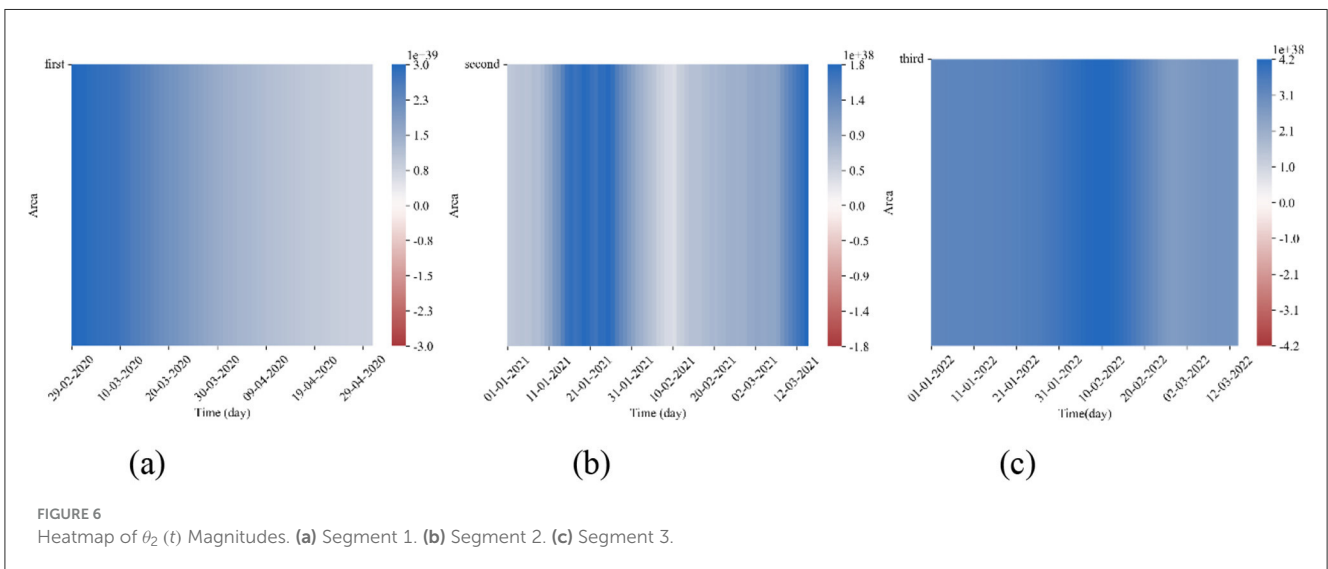 1e−39
first
3.0
2.3
1.5
0.8
0.0
-0.8
-1.5
-2.3
-3.0
Area
29-02-2020
10-03-2020
20-03-2020
30-03-2020
09-04-2020
19-04-2020
29-04-2020
Time (day)
(a)
1e+38
second
1.8
1.4
0.9
0.5
0.0
-0.5
-0.9
-1.4
-1.8
Area
01-01-2021
11-01-2021
21-01-2021
31-01-2021
10-02-2021
20-02-2021
02-03-2021
12-03-2021
Time (day)
(b)
1e+38
third
4.2
3.1
2.1
1.0
0.0
-1.0
-2.1
-3.1
-4.2
Area
01-01-2022
11-01-2022
21-01-2022
31-01-2022
10-02-2022
20-02-2022
02-03-2022
12-03-2022
Time(day)
(c)
FIGURE 6
Heatmap of θ₂ (t) Magnitudes. (a) Segment 1. (b) Segment 2. (c) Segment 3.